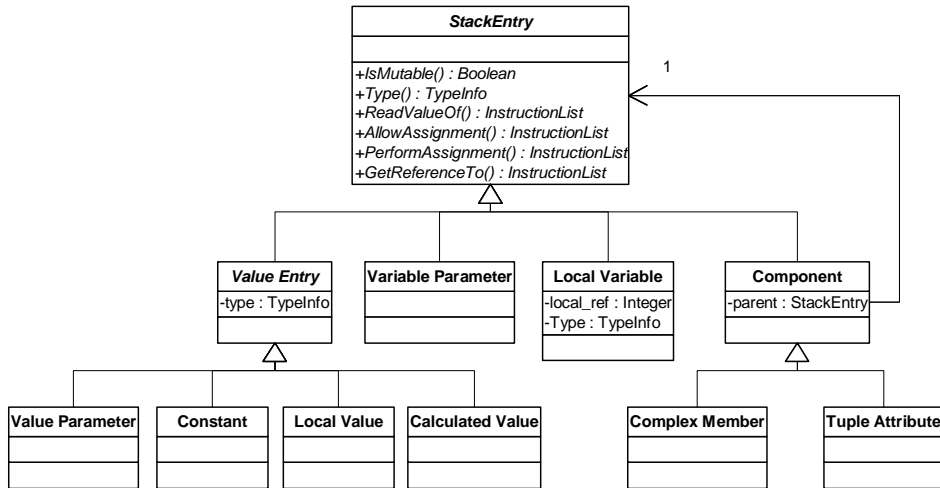 StackEntry
+IsMutable() : Boolean
+Type() : TypeInfo
+ReadValueOf() : InstructionList
+AllowAssignment() : InstructionList
+PerformAssignment() : InstructionList
+GetReferenceTo() : InstructionList
1
Value Entry
-type : TypeInfo
Variable Parameter
Local Variable
-local_ref : Integer
-Type : TypeInfo
Component
-parent : StackEntry
Value Parameter
Constant
Local Value
Calculated Value
Complex Member
Tuple Attribute